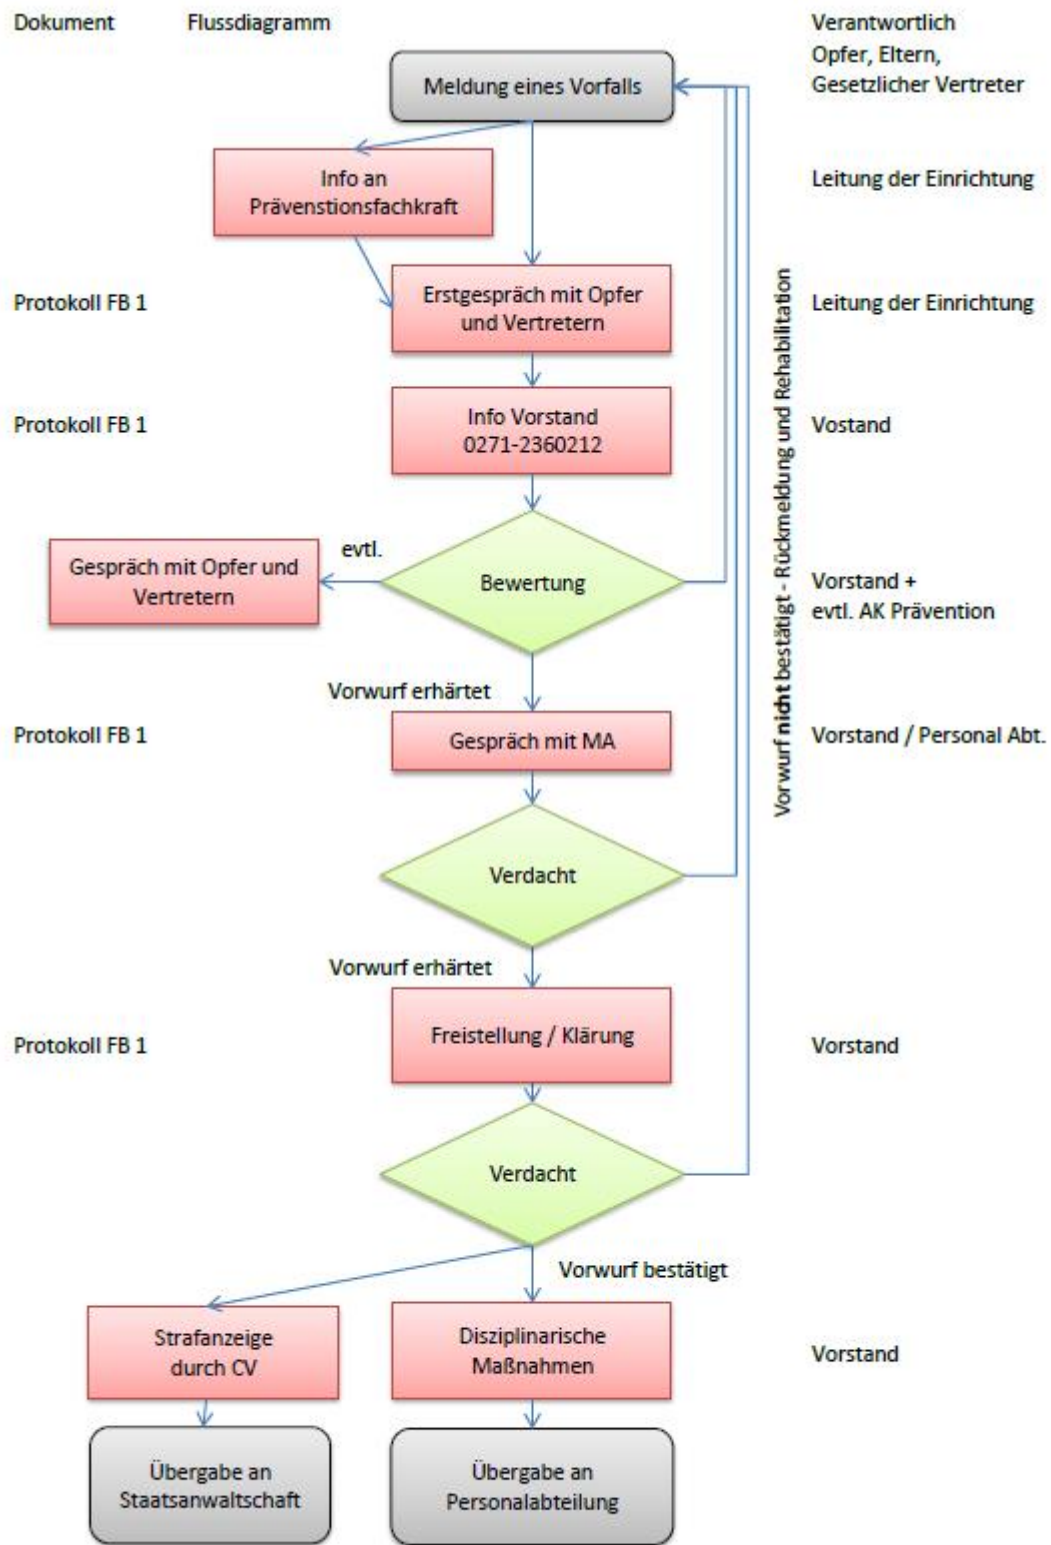 Dokument Flussdiagramm Verantwortlich
Opfer, Eltern,
Gesetzlicher Vertreter
Meldung eines Vorfalls
Info an
Prävenstionsfachkraft
Leitung der Einrichtung
Protokoll FB 1
Erstgespräch mit Opfer
und Vertretern
Leitung der Einrichtung
Protokoll FB 1
Info Vorstand
0271-2360212
Vostand
Vorwurf nicht bestätigt - Rückmeldung und Rehabilitation
evtl.
Gespräch mit Opfer und
Vertretern
Bewertung
Vorstand +
evtl. AK Prävention
Vorwurf erhärtet
Protokoll FB 1
Gespräch mit MA
Vorstand / Personal Abt.
Verdacht
Vorwurf erhärtet
Protokoll FB 1
Freistellung / Klärung
Vorstand
Verdacht
Vorwurf bestätigt
Strafanzeige
durch CV
Disziplinarische
Maßnahmen
Vorstand
Übergabe an
Staatsanwaltschaft
Übergabe an
Personalabteilung